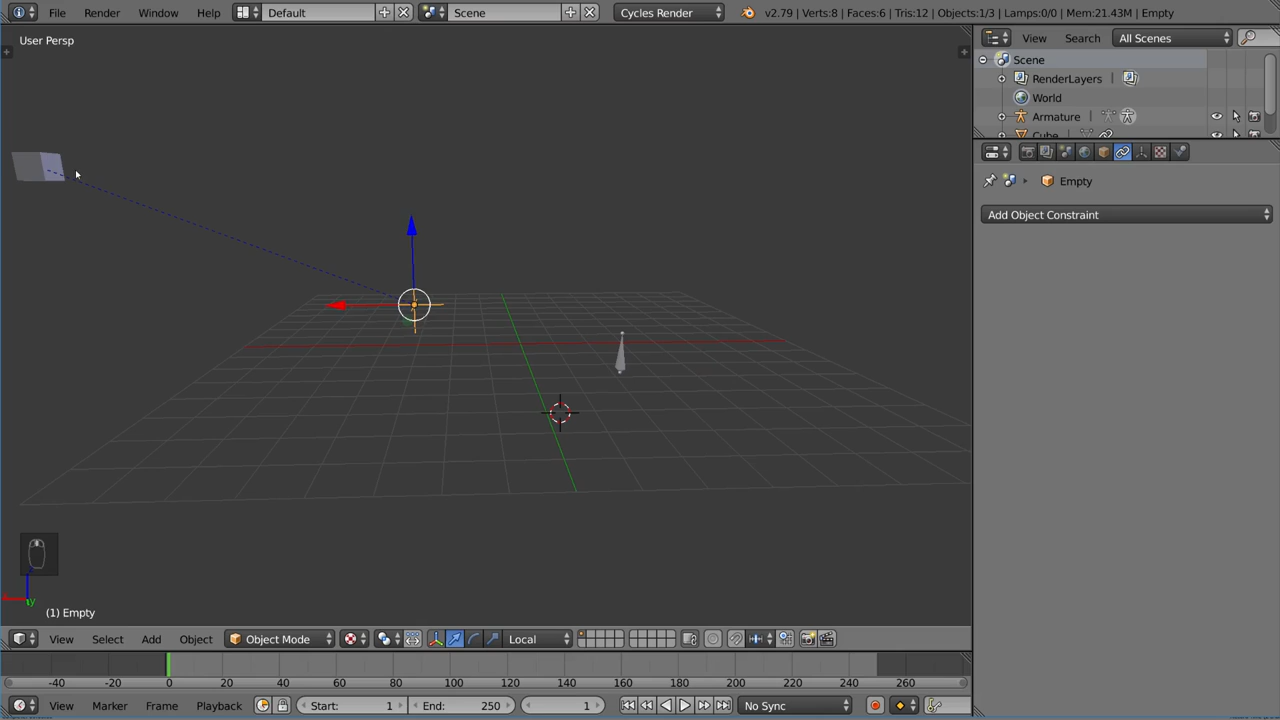 File Render Window Help Default Scene Cycles Render v2.79 | Verts:8 | Faces:6 | Tris:12 | Objects:1/3 | Lamps:0/0 | Mem:21.43M | Empty
User Persp
View Search All Scenes
Scene
RenderLayers |
World
Armature |
Cube |
Empty
Add Object Constraint
y
(1) Empty
View Select Add Object Object Mode Local
-40 -20 0 20 40 60 80 100 120 140 160 180 200 220 240 260
View Marker Frame Playback Start: 1 End: 250 1 No Sync